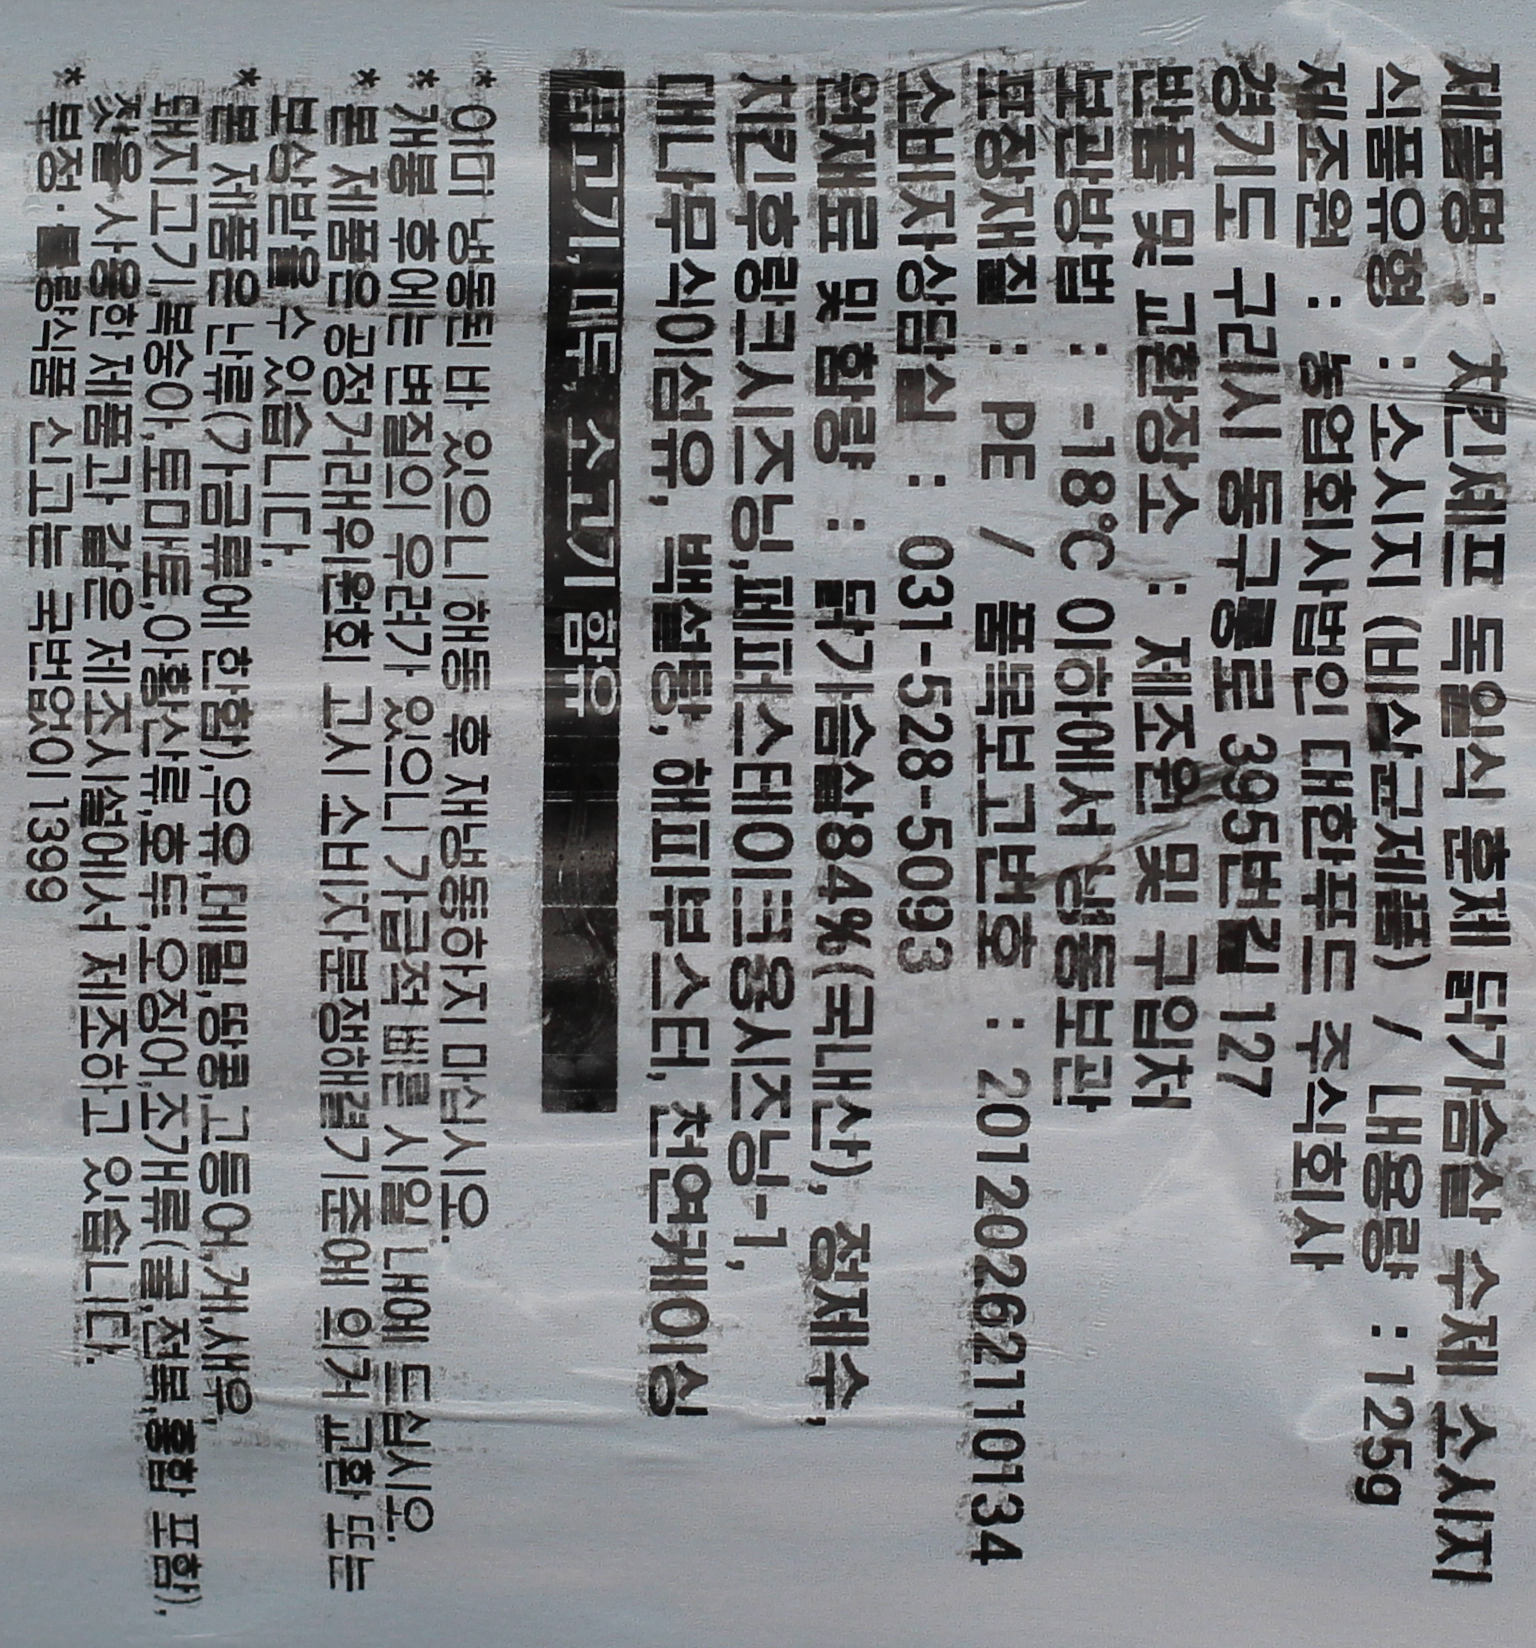 제품명 : 치킨셰프 독일식 훈제 닭가슴살 수제 소시지
식품유형 : 소시지 (비살균제품) / 내용량 : 125g
제조원 : 농업회사법인 대한푸드 주식회사
경기도 구리시 동구릉로 395번길 127
반품 및 교환장소 : 제조원 및 구입처
보관방법 : -18℃ 이하에서 냉동보관
포장재질 : PE / 품목보고번호 : 20120262110134
소비자상담실 : 031-528-5093
원재료 및 함량 : 닭가슴살84%(국내산), 정제수,
치킨후랑크시즈닝,페퍼스테이크용시즈닝-1,
대나무식이섬유, 백설탕, 해피부스터, 천연케이싱
닭고기, 대두, 소고기 함유
* 이미 냉동된 바 있으니 해동 후 재냉동하지 마십시오.
* 개봉 후에는 변질의 우려가 있으니 가급적 빠른 시일 내에 드십시오.
* 본 제품은 공정거래위원회 고시 소비자분쟁해결기준에 의거 교환 또는
보상받을 수 있습니다.
* 본 제품은 난류(가금류에 한함),우유,메밀,땅콩,고등어,게,새우,
돼지고기,복숭아,토마토,아황산류,호두,오징어,조개류(굴,전복,홍합 포함),
잣을 사용한 제품과 같은 제조시설에서 제조하고 있습니다.
* 부정·불량식품 신고는 국번없이 1399